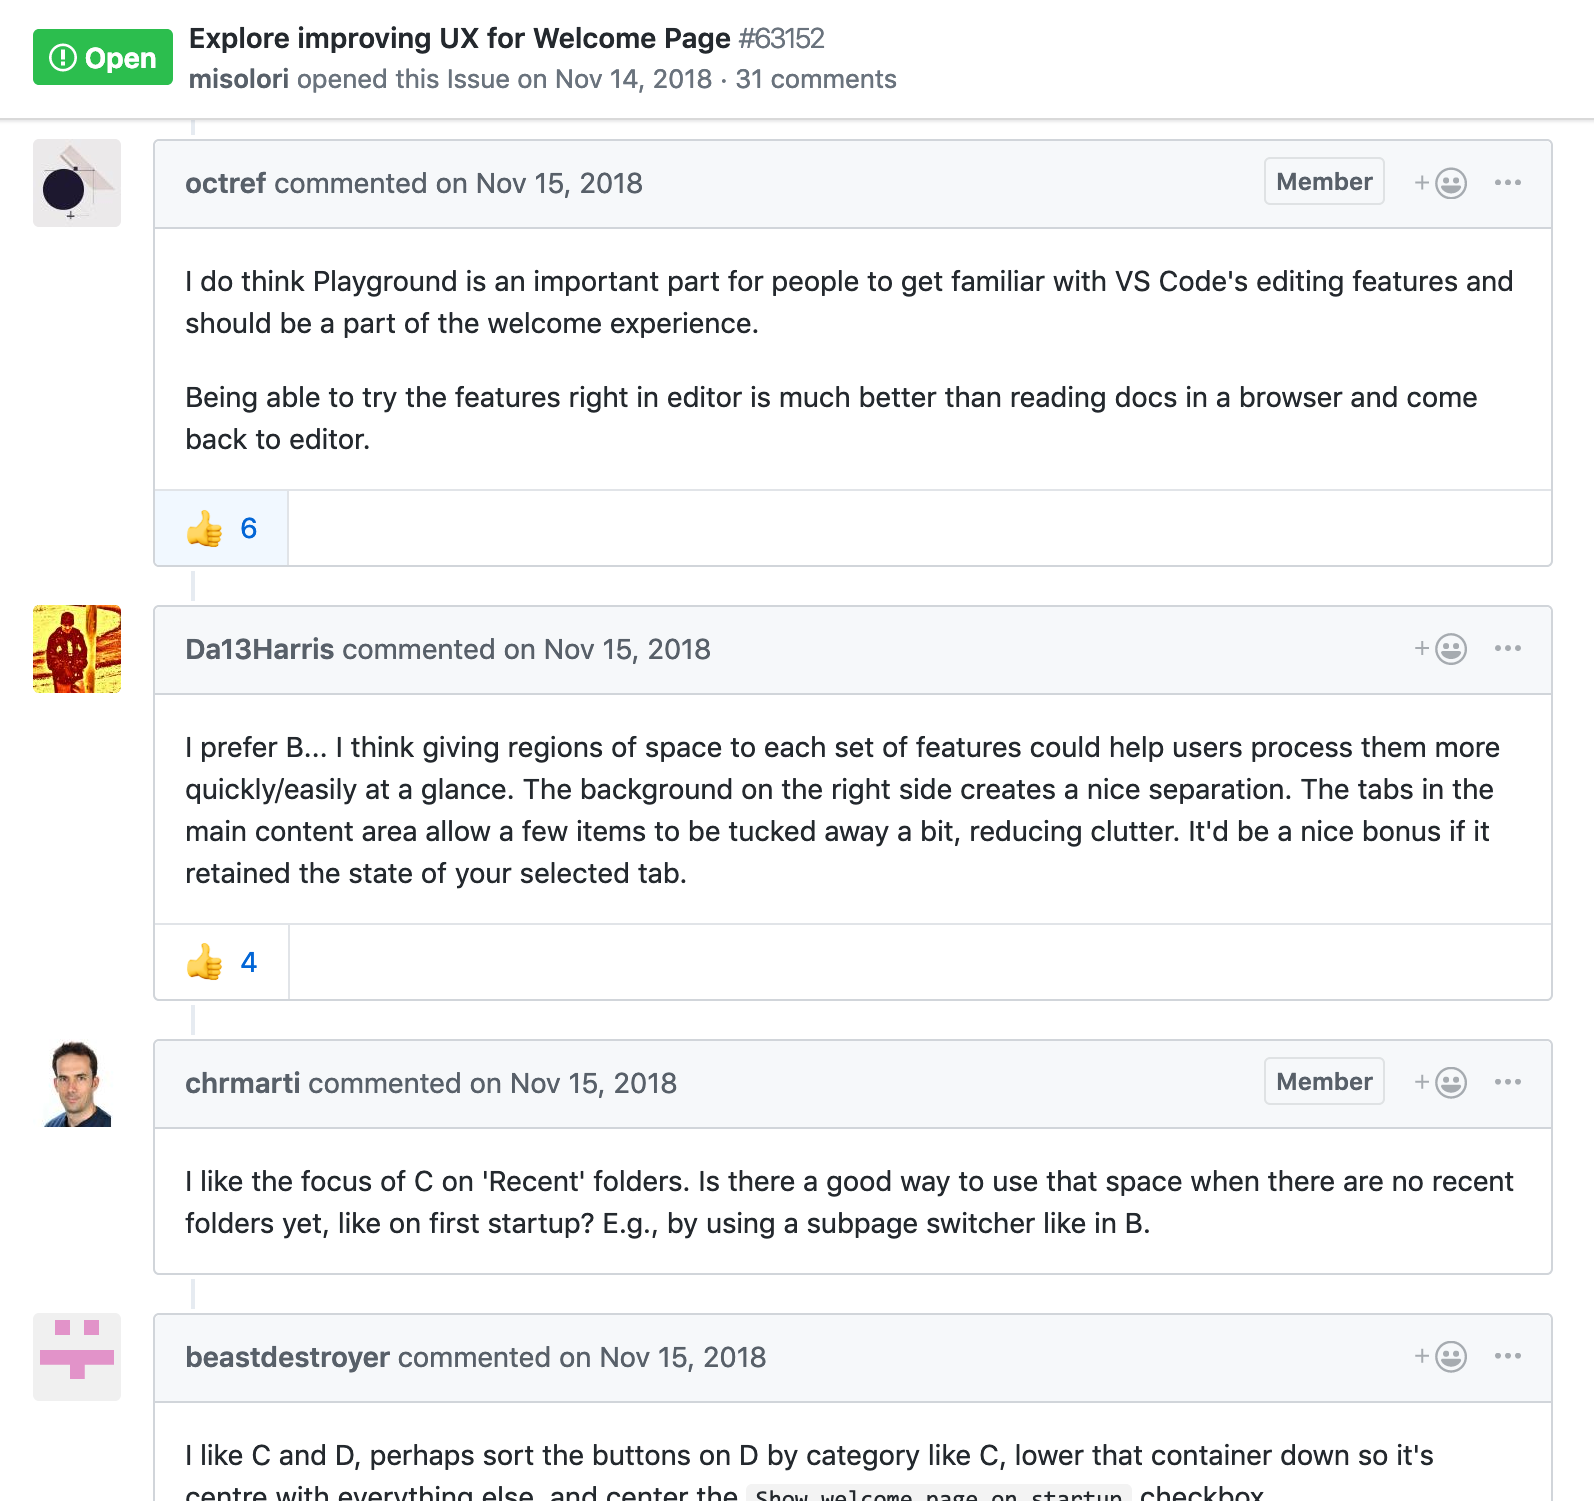 Open
Explore improving UX for Welcome Page #63152
misolori opened this Issue on Nov 14, 2018 · 31 comments
octref commented on Nov 15, 2018
Member
I do think Playground is an important part for people to get familiar with VS Code's editing features and
should be a part of the welcome experience.
Being able to try the features right in editor is much better than reading docs in a browser and come
back to editor.
👍 6
Da13Harris commented on Nov 15, 2018
I prefer B... I think giving regions of space to each set of features could help users process them more
quickly/easily at a glance. The background on the right side creates a nice separation. The tabs in the
main content area allow a few items to be tucked away a bit, reducing clutter. It'd be a nice bonus if it
retained the state of your selected tab.
👍 4
chrmarti commented on Nov 15, 2018
Member
I like the focus of C on 'Recent' folders. Is there a good way to use that space when there are no recent
folders yet, like on first startup? E.g., by using a subpage switcher like in B.
beastdestroyer commented on Nov 15, 2018
I like C and D, perhaps sort the buttons on D by category like C, lower that container down so it's
centre with everything else, and center the Show welcome page on startup checkbox